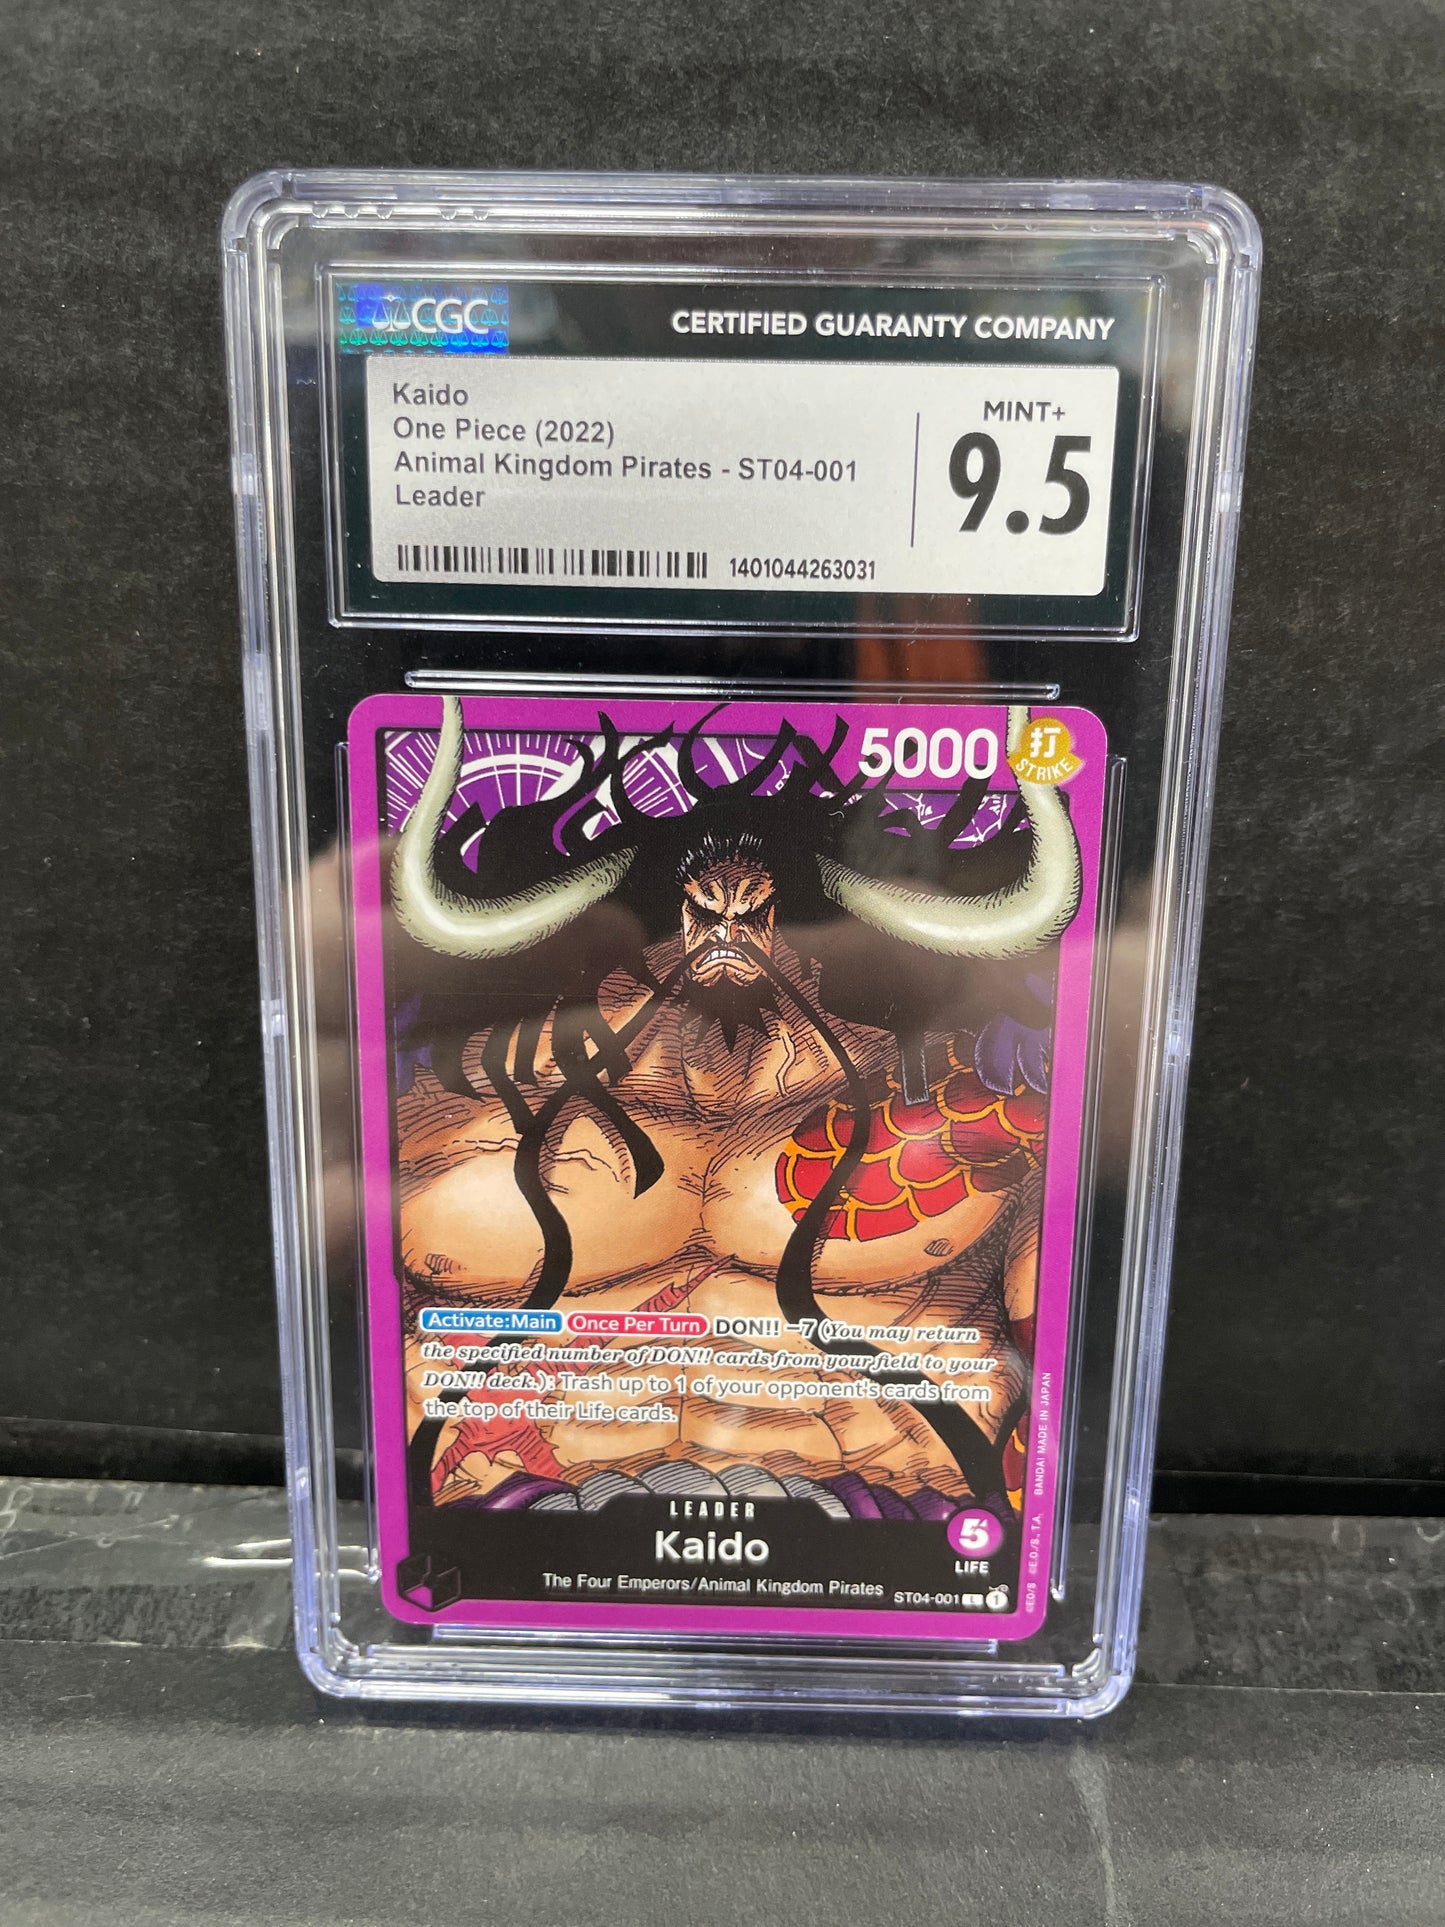 CGC
CERTIFIED GUARANTY COMPANY
Kaido
One Piece (2022)
Animal Kingdom Pirates - ST04-001
Leader
MINT+
9.5
1401044263031
5000
打
STRIKE
Activate:Main Once Per Turn DON!! −7 (You may return
the specified number of DON!! cards from your field to your
DON!! deck.): Trash up to 1 of your opponent's cards from
the top of their Life cards.
LEADER
Kaido
The Four Emperors/Animal Kingdom Pirates
5
LIFE
ST04-001 L 1
©E.O/S ©E.O./S., T.A. BANDAI MADE IN JAPAN